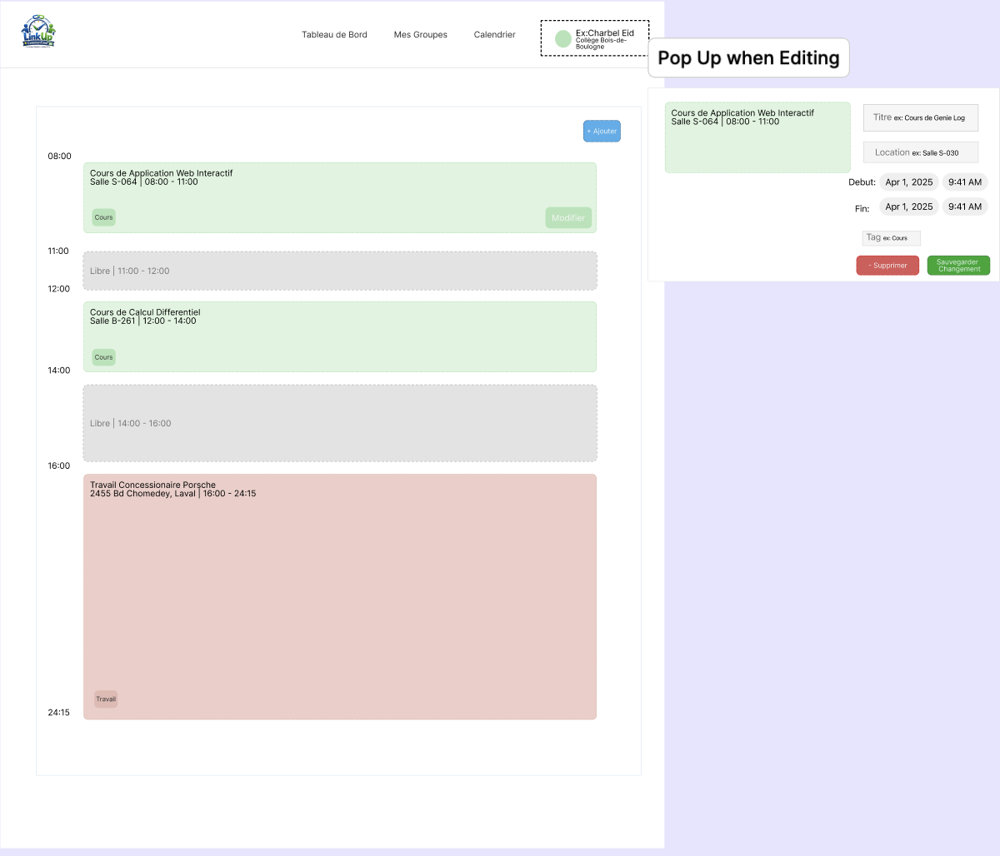 LinkUp
Tableau de Bord
Mes Groupes
Calendrier
Ex:Charbel Eid
Collège Bois-de-
Boulogne
Pop Up when Editing
+ Ajouter
08:00
Cours de Application Web Interactif
Salle S-064 | 08:00 - 11:00
Cours
Modifier
11:00
Libre | 11:00 - 12:00
12:00
Cours de Calcul Differentiel
Salle B-261 | 12:00 - 14:00
Cours
14:00
Libre | 14:00 - 16:00
16:00
Travail Concessionaire Porsche
2455 Bd Chomedey, Laval | 16:00 - 24:15
Travail
24:15
Cours de Application Web Interactif
Salle S-064 | 08:00 - 11:00
Titre ex: Cours de Genie Log
Location ex: Salle S-030
Debut: Apr 1, 2025 9:41 AM
Fin: Apr 1, 2025 9:41 AM
Tag ex: Cours
- Supprimer
Sauvegarder
Changement